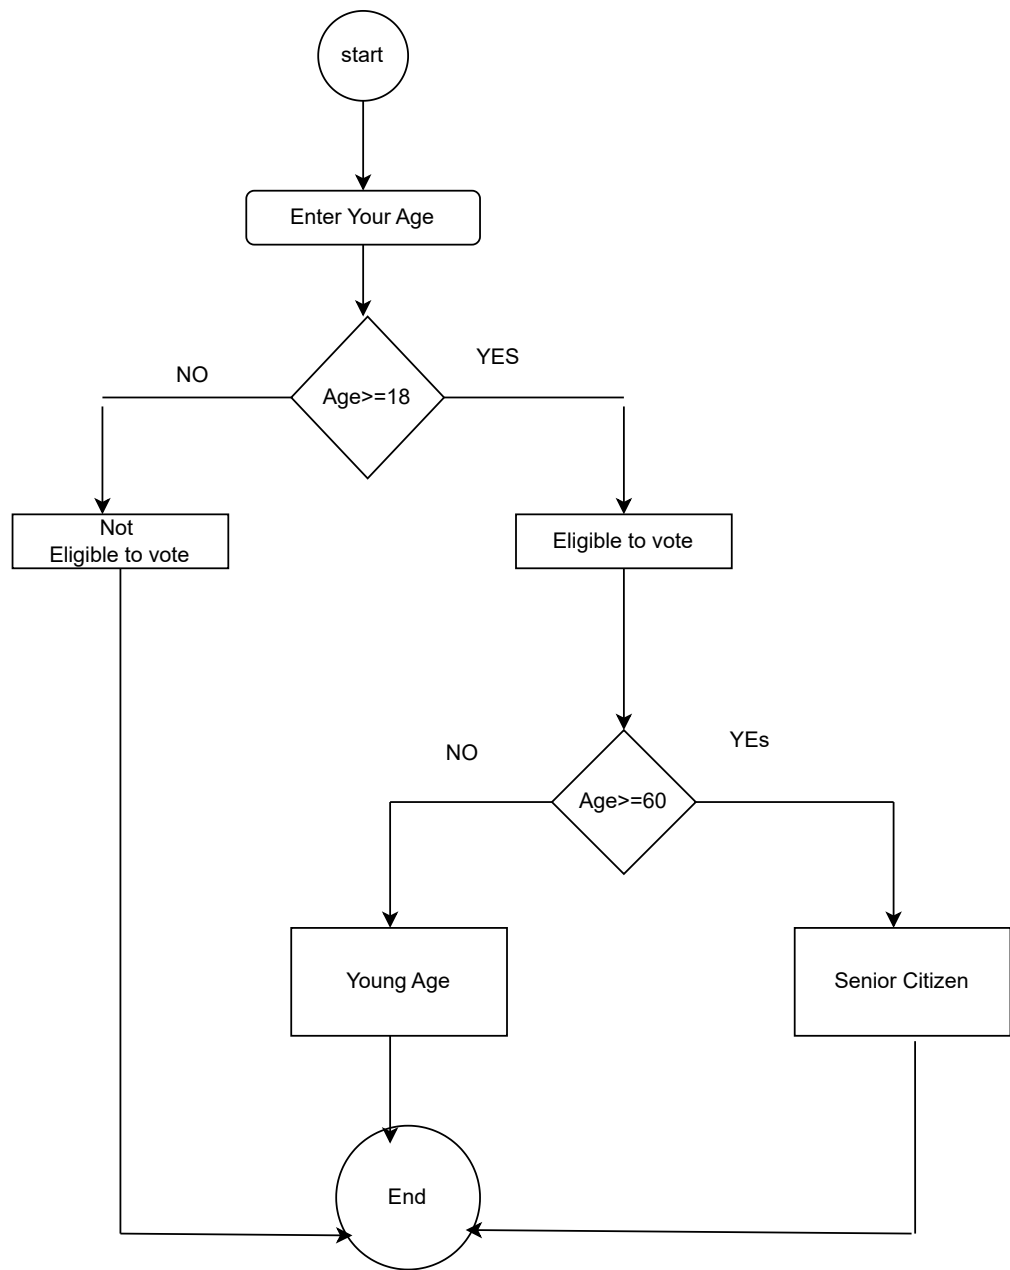 start
Enter Your Age
Age>=18
NO
YES
Not
Eligible to vote
Eligible to vote
Age>=60
NO
YEs
Young Age
Senior Citizen
End